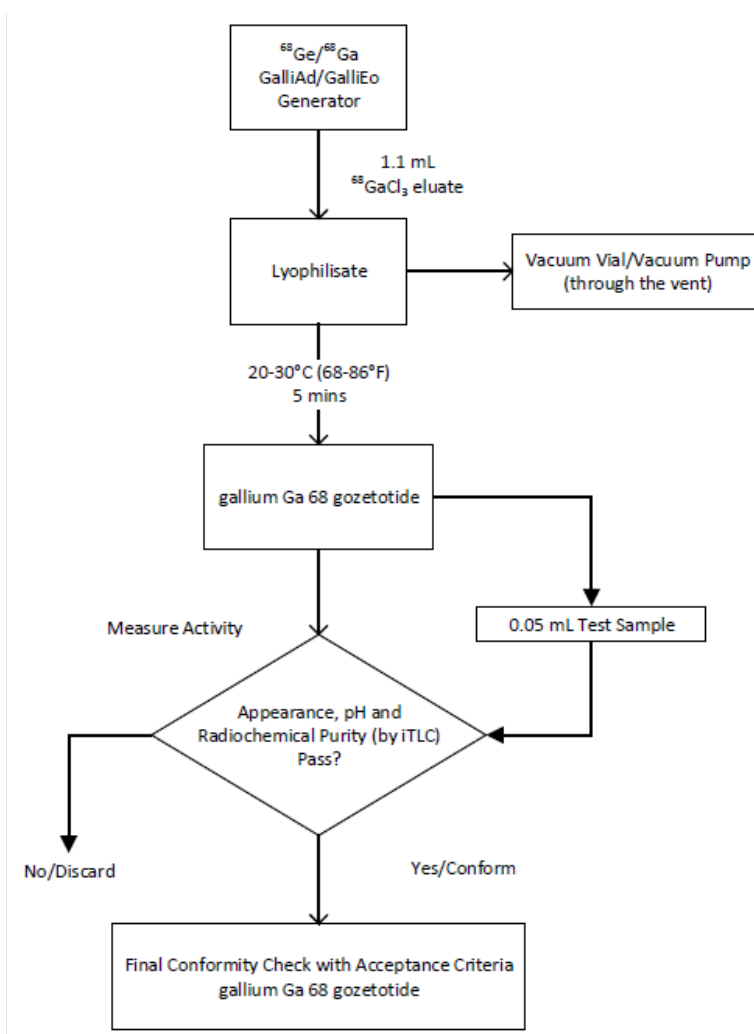 ⁶⁸Ge/⁶⁸Ga
GalliAd/GalliEo
Generator
1.1 mL
⁶⁸GaCl₃ eluate
Lyophilisate
Vacuum Vial/Vacuum Pump
(through the vent)
20-30°C (68-86°F)
5 mins
gallium Ga 68 gozetotide
Measure Activity
0.05 mL Test Sample
Appearance, pH and
Radiochemical Purity (by iTLC)
Pass?
No/Discard
Yes/Conform
Final Conformity Check with Acceptance Criteria
gallium Ga 68 gozetotide